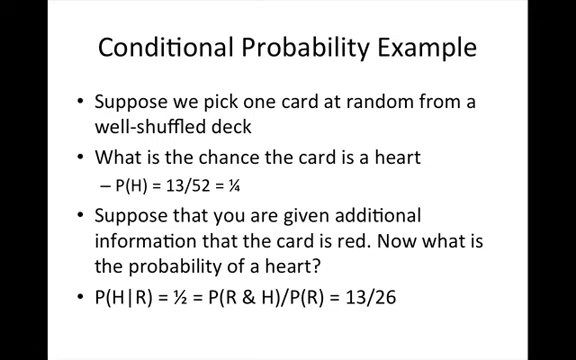 Conditional Probability Example
• Suppose we pick one card at random from a
well-shuffled deck
• What is the chance the card is a heart
– P(H) = 13/52 = ¼
• Suppose that you are given additional
information that the card is red. Now what is
the probability of a heart?
• P(H|R) = ½ = P(R & H)/P(R) = 13/26